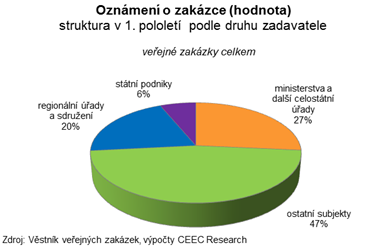 Oznámení o zakázce (hodnota)
struktura v 1. pololetí  podle druhu zadavatele
veřejné zakázky celkem
státní podniky
6%
ministerstva a
další celostátní
úřady
27%
regionální úřady
a sdružení
20%
ostatní subjekty
47%
Zdroj: Věstník veřejných zakázek, výpočty CEEC Research